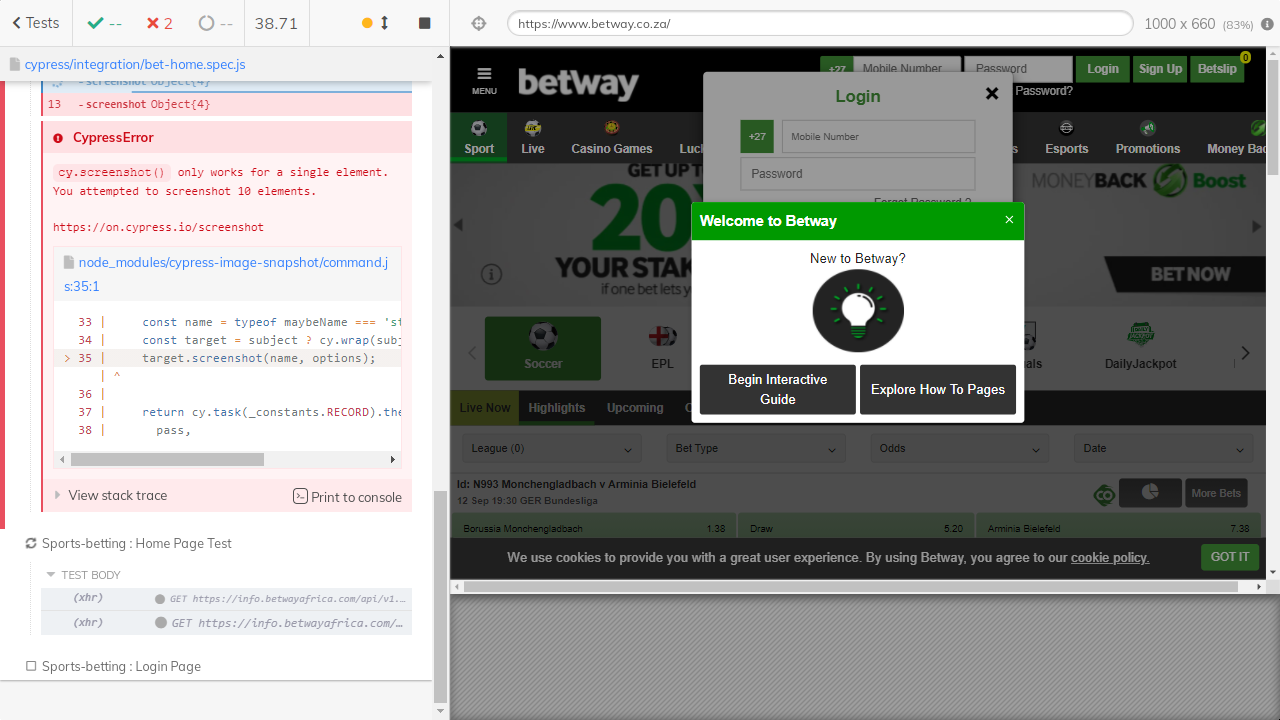 Tests
--
2
--
38.71
https://www.betway.co.za/
1000 x 660 (83%)
cypress/integration/bet-home.spec.js
- screenshot Object{4}
13 - screenshot Object{4}
CypressError
cy.screenshot() only works for a single element.
You attempted to screenshot 10 elements.
https://on.cypress.io/screenshot
node_modules/cypress-image-snapshot/command.j
s:35:1
33 | const name = typeof maybeName === 'st
34 | const target = subject ? cy.wrap(subj
> 35 | target.screenshot(name, options);
| ^
36 |
37 | return cy.task(_constants.RECORD).the
38 | pass,
View stack trace
Print to console
Sports-betting : Home Page Test
TEST BODY
(xhr) GET https://info.betwayafrica.com/api/v1....
(xhr) GET https://info.betwayafrica.com/...
Sports-betting : Login Page
MENU
betway
+27 Mobile Number Password Login Sign Up Betslip 0
Password?
Login
+27 Mobile Number
Password
Forgot Password ?
Sport Live Casino Games Luck s Esports Promotions Money Bac
GET UP TO
20
YOUR STAK
if one bet lets y
MONEYBACK Boost
BET NOW
Welcome to Betway ×
New to Betway?
Begin Interactive
Guide
Explore How To Pages
Soccer EPL als DailyJackpot
Live Now Highlights Upcoming
League (0) Bet Type Odds Date
Id: N993 Monchengladbach v Arminia Bielefeld
12 Sep 19:30 GER Bundesliga
More Bets
Borussia Monchengladbach 1.38 Draw 5.20 Arminia Bielefeld 7.38
We use cookies to provide you with a great user experience. By using Betway, you agree to our cookie policy.
GOT IT